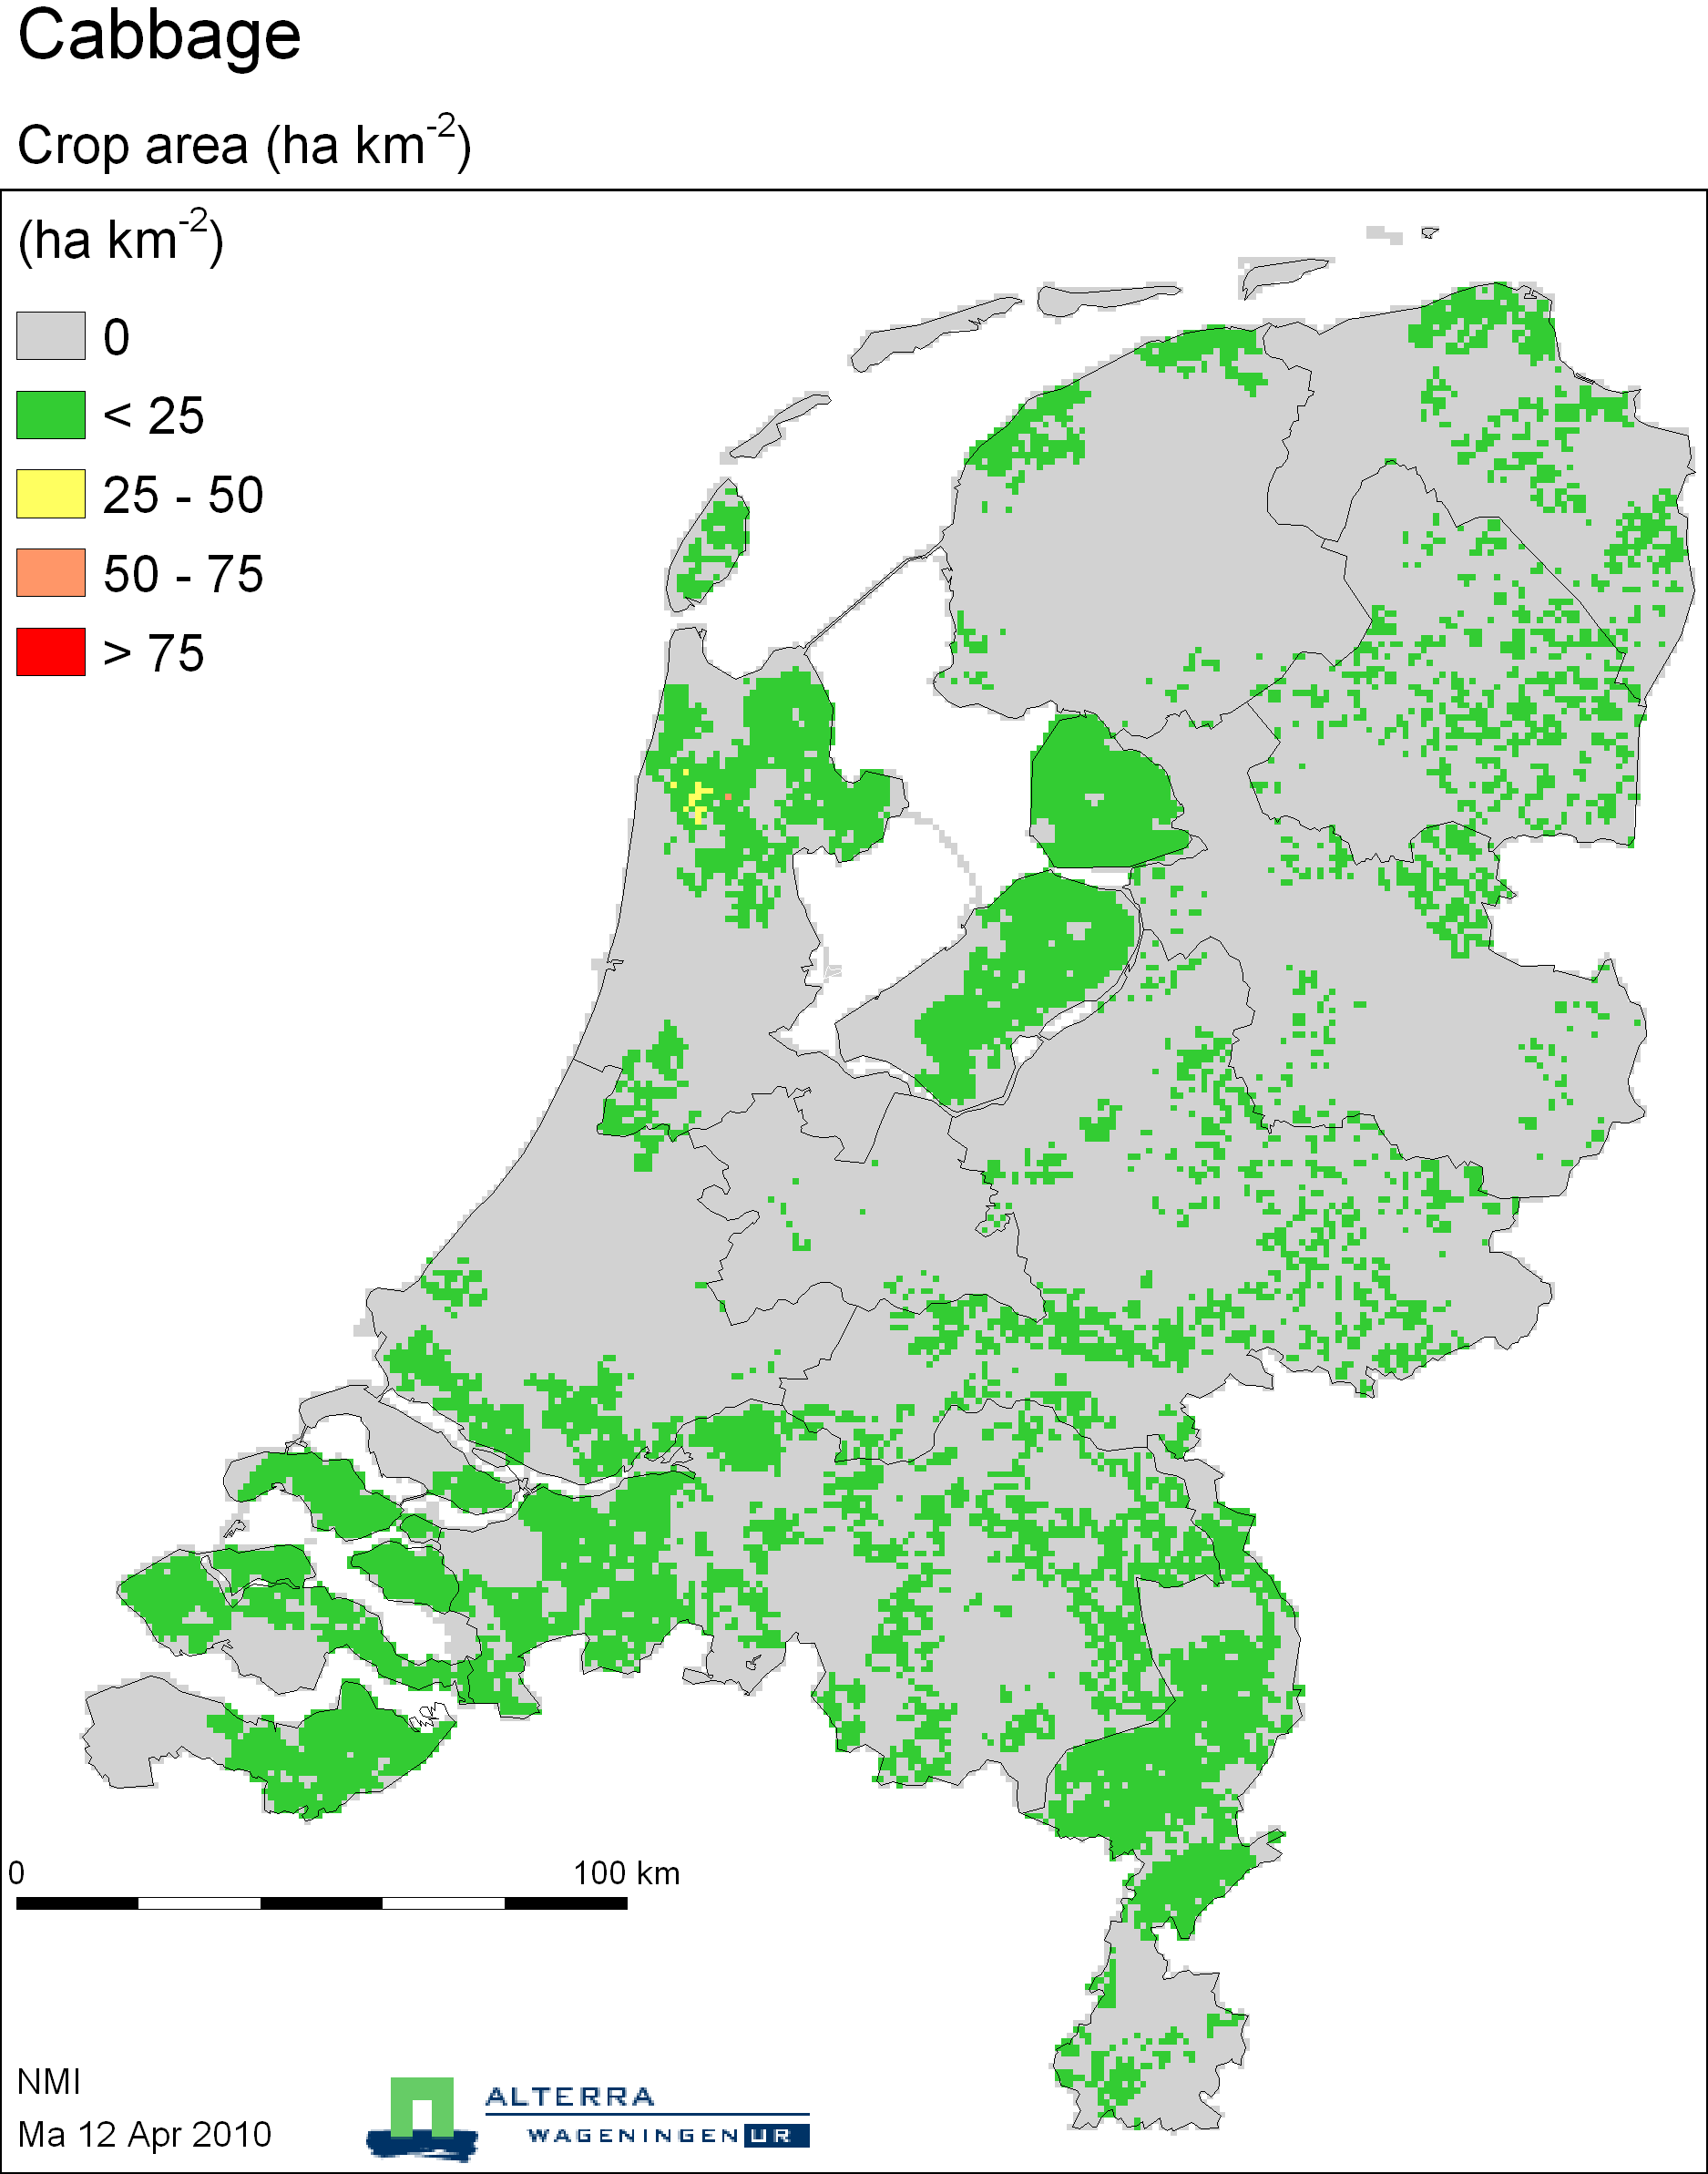 Cabbage
Crop area (ha km-2)
(ha km-2)
0
< 25
25 - 50
50 - 75
> 75
0 100 km
NMI
Ma 12 Apr 2010
ALTERRA
WAGENINGEN UR